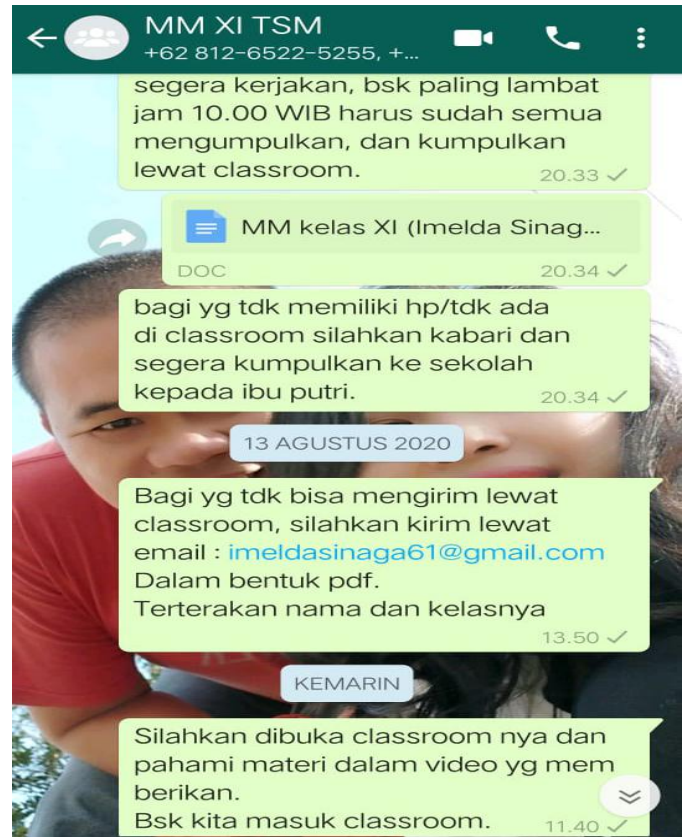 MM XI TSM
+62 812-6522-5255, +...
segera kerjakan, bsk paling lambat
jam 10.00 WIB harus sudah semua
mengumpulkan, dan kumpulkan
lewat classroom.
20.33
MM kelas XI (Imelda Sinag...
DOC
20.34
bagi yg tdk memiliki hp/tdk ada
di classroom silahkan kabari dan
segera kumpulkan ke sekolah
kepada ibu putri.
20.34
13 AGUSTUS 2020
Bagi yg tdk bisa mengirim lewat
classroom, silahkan kirim lewat
email : imeldasinaga61@gmail.com
Dalam bentuk pdf.
Terterakan nama dan kelasnya
13.50
KEMARIN
Silahkan dibuka classroom nya dan
pahami materi dalam video yg mem
berikan.
Bsk kita masuk classroom.
11.40